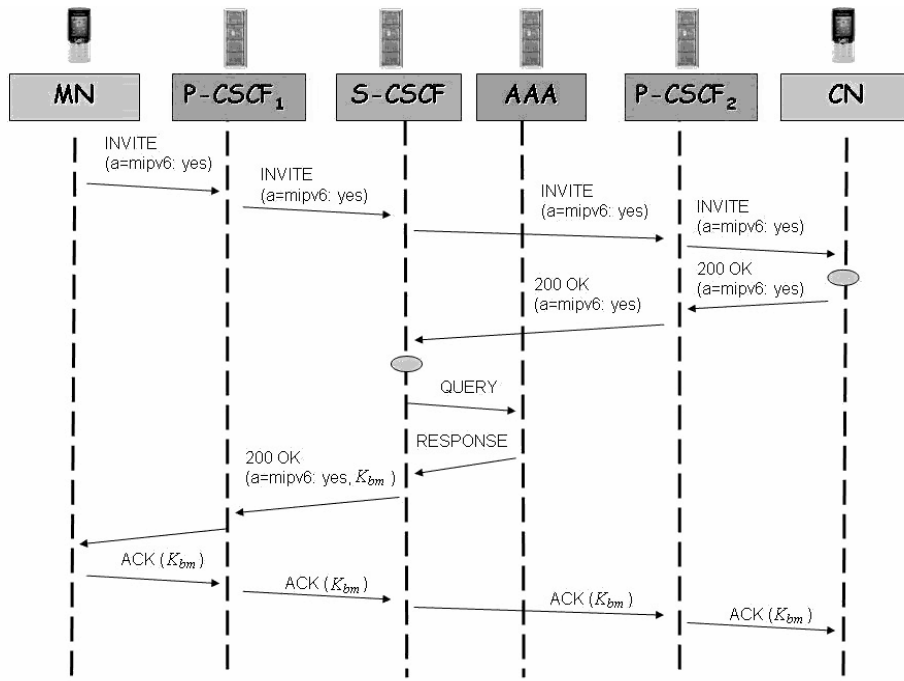 MN
P-CSCF1
S-CSCF
AAA
P-CSCF2
CN
INVITE
(a=mipv6: yes)
INVITE
(a=mipv6: yes)
INVITE
(a=mipv6: yes)
INVITE
(a=mipv6: yes)
200 OK
(a=mipv6: yes)
200 OK
(a=mipv6: yes)
QUERY
RESPONSE
200 OK
(a=mipv6: yes, Kbm )
ACK (Kbm )
ACK (Kbm )
ACK (Kbm )
ACK (Kbm )